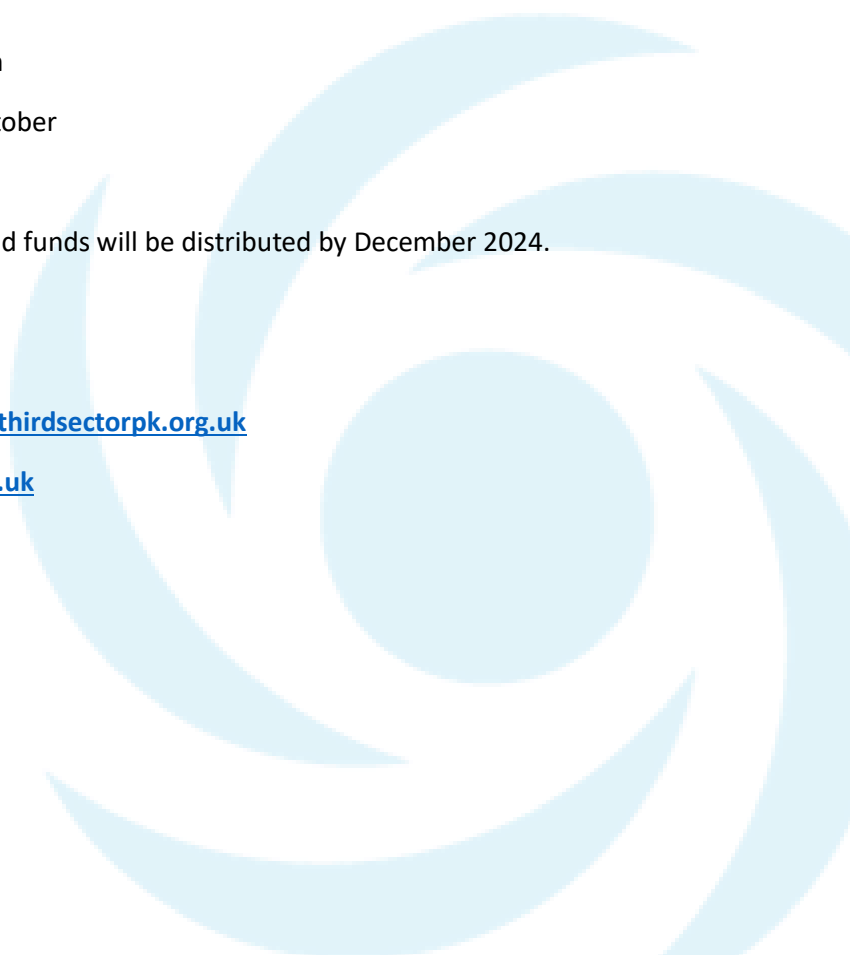 tober
d funds will be distributed by December 2024.
thirdsectorpk.org.uk
.uk